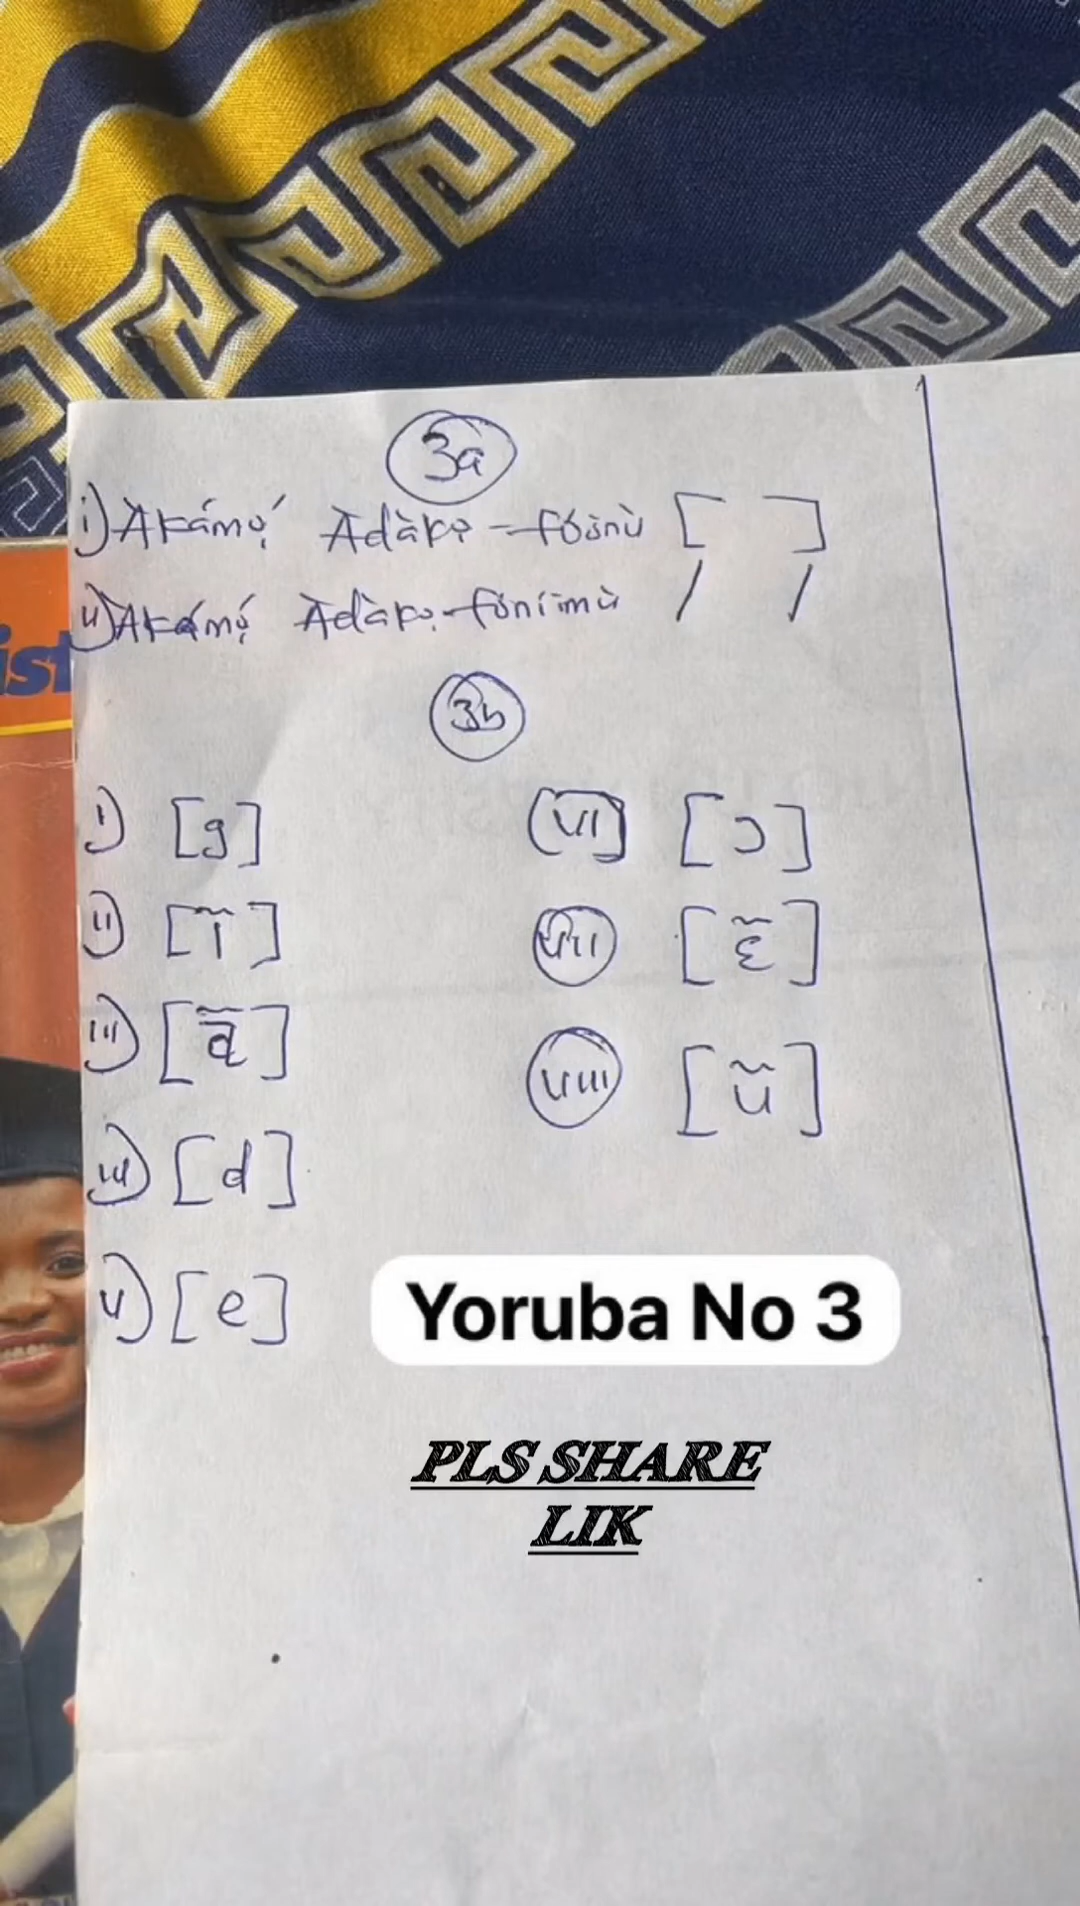 3a
i) Àkámọ́ Àdàkọ - fóònù [ ]
ii) Àkámọ́ Àdàkọ - fóníìmù / /
3b
i) [g]
ii) [ĩ]
iii) [ã]
iv) [d]
v) [e]
(vi) [ɔ]
vii [ɛ̃]
viii [ũ]
ist
Yoruba No 3
PLS SHARE
LIK